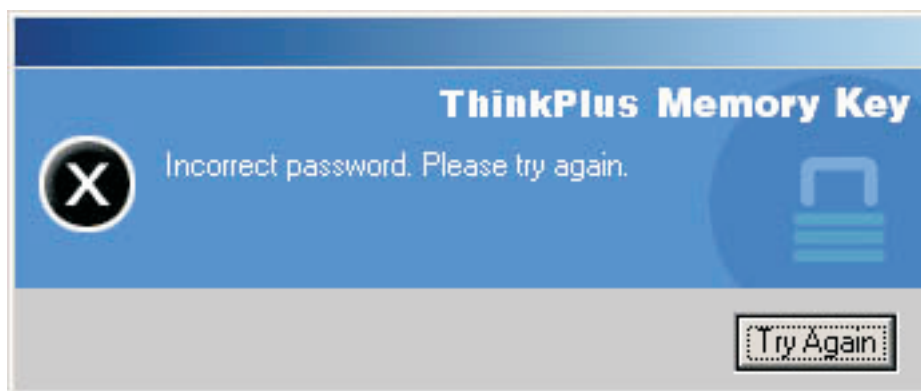 ThinkPlus Memory Key
Incorrect password. Please try again.
Try Again